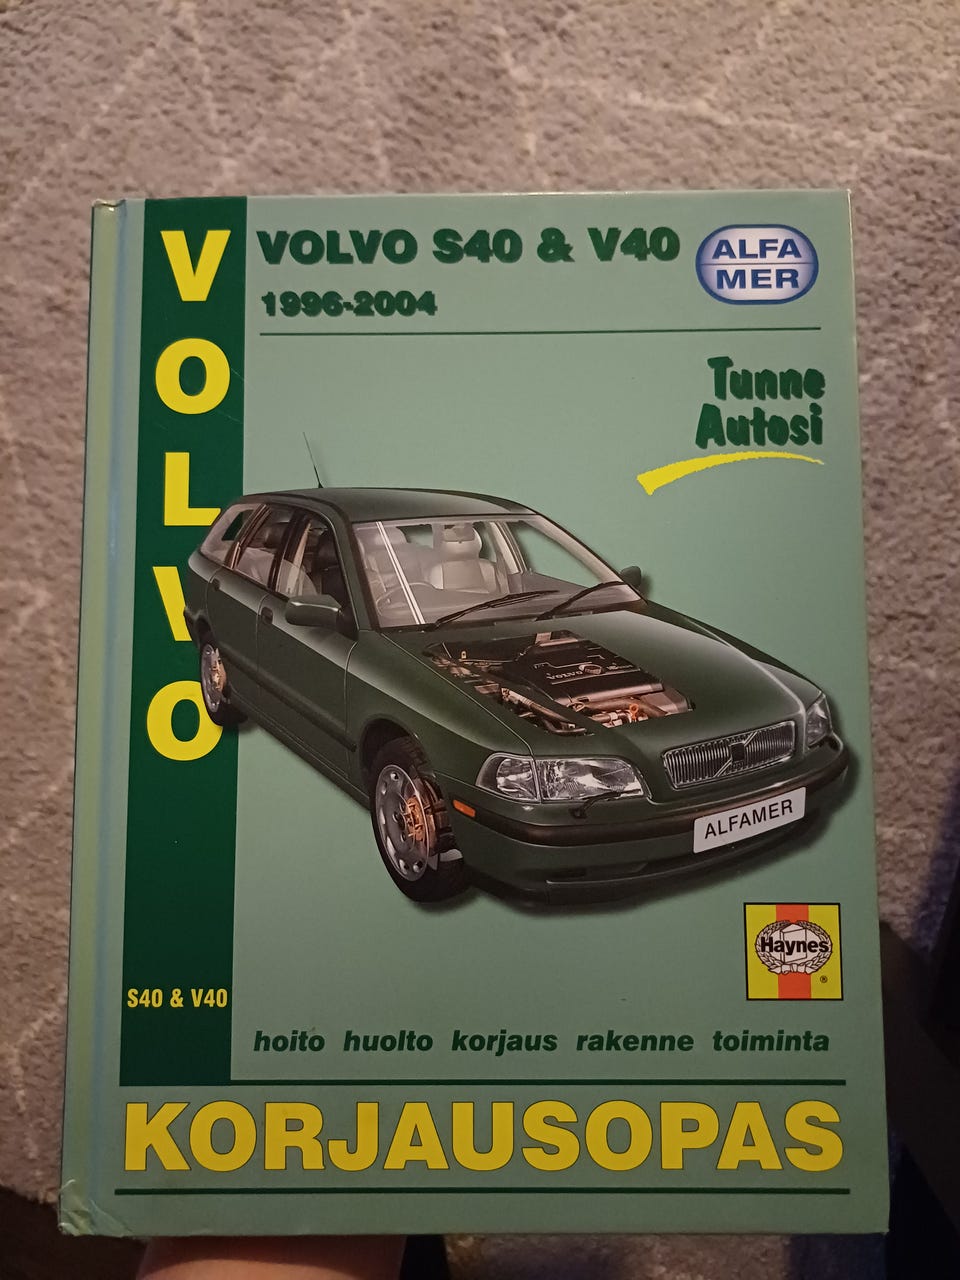 VOLVO
VOLVO S40 & V40
1996-2004
ALFA
MER
Tunne
Autosi
VOLVO
ALFAMER
Haynes
®
S40 & V40
hoito huolto korjaus rakenne toiminta
KORJAUSOPAS